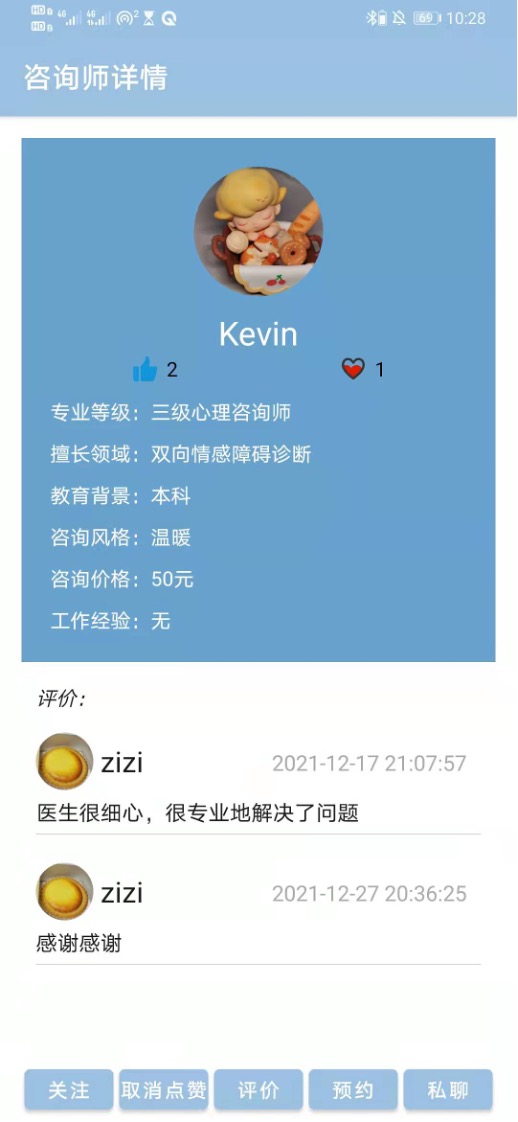 HD 4G 4G 2 69 10:28
咨询师详情
Kevin
2 1
专业等级：三级心理咨询师
擅长领域：双向情感障碍诊断
教育背景：本科
咨询风格：温暖
咨询价格：50元
工作经验：无
评价：
zizi 2021-12-17 21:07:57
医生很细心，很专业地解决了问题
zizi 2021-12-27 20:36:25
感谢感谢
关注 取消点赞 评价 预约 私聊